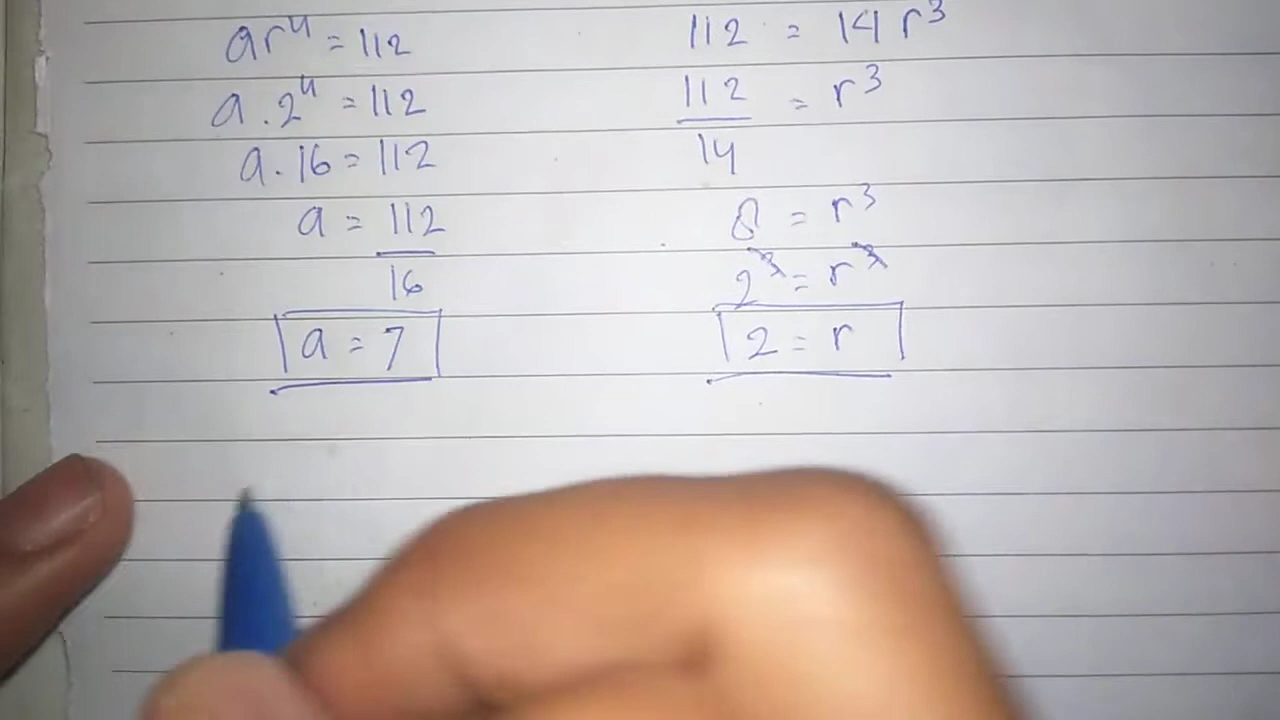 ar⁴ = 112
a . 2⁴ = 112
a . 16 = 112
a = 112
16
a = 7
112 = 14 r³
112 = r³
14
8 = r³
2³ = r³
2 = r